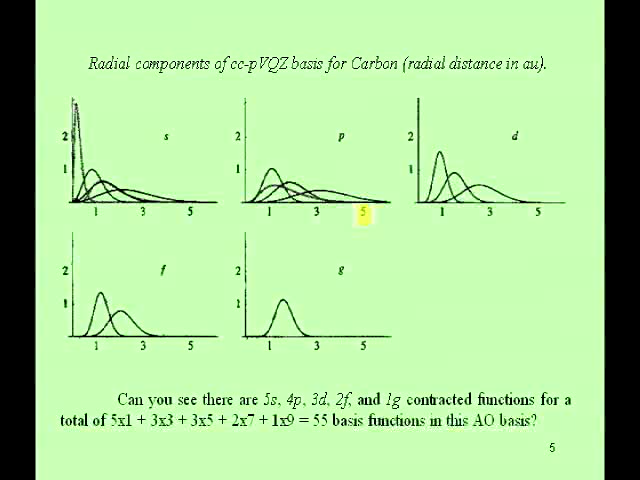 Radial components of cc-pVQZ basis for Carbon (radial distance in au).
2 s 2 p 2 d
1 1 1
1 3 5 1 3 5 1 3 5
2 f 2 g
1 1
1 3 5 1 3 5
Can you see there are 5s, 4p, 3d, 2f, and 1g contracted functions for a
total of 5x1 + 3x3 + 3x5 + 2x7 + 1x9 = 55 basis functions in this AO basis?
5